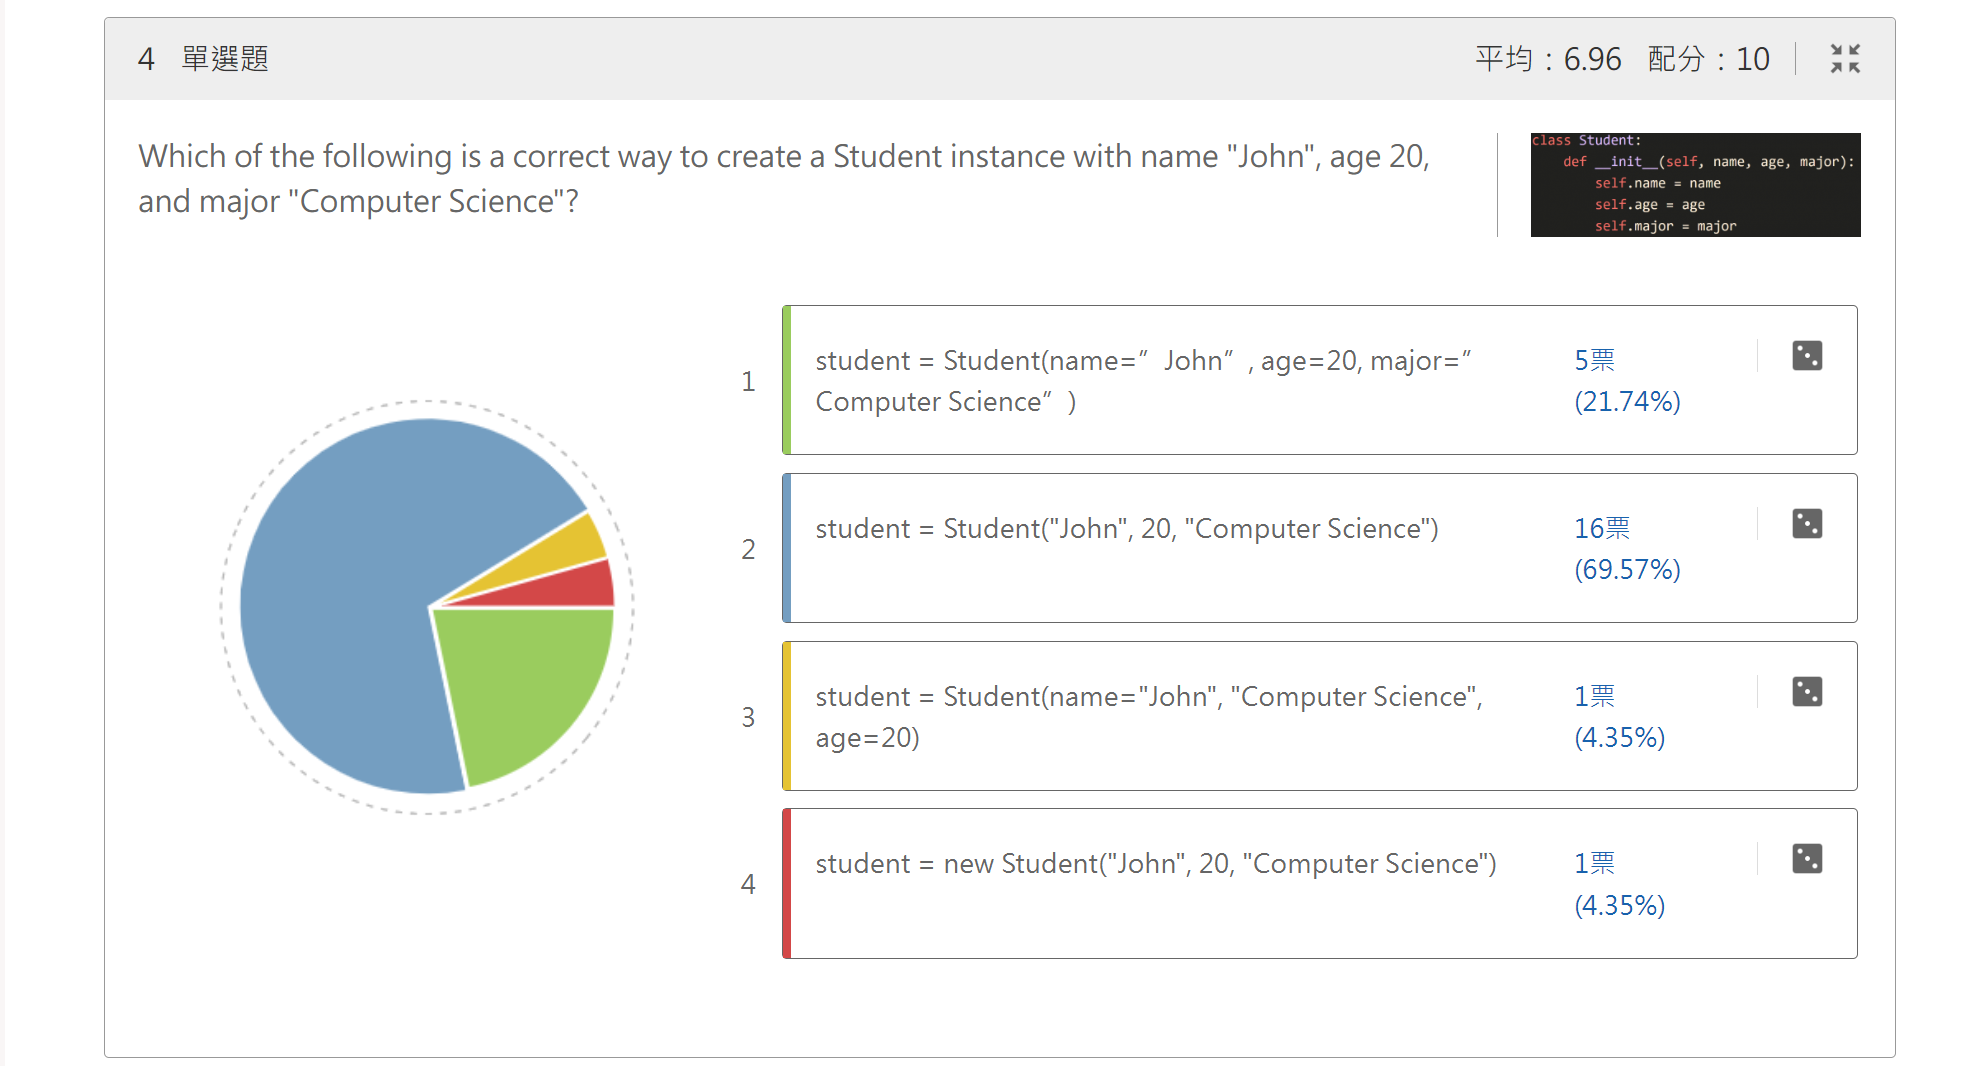 4 單選題
平均：6.96 配分：10
Which of the following is a correct way to create a Student instance with name "John", age 20,
and major "Computer Science"?
class Student:
    def __init__(self, name, age, major):
        self.name = name
        self.age = age
        self.major = major
1
student = Student(name=”John”, age=20, major=”
Computer Science”)
5票
(21.74%)
2
student = Student("John", 20, "Computer Science")
16票
(69.57%)
3
student = Student(name="John", "Computer Science",
age=20)
1票
(4.35%)
4
student = new Student("John", 20, "Computer Science")
1票
(4.35%)